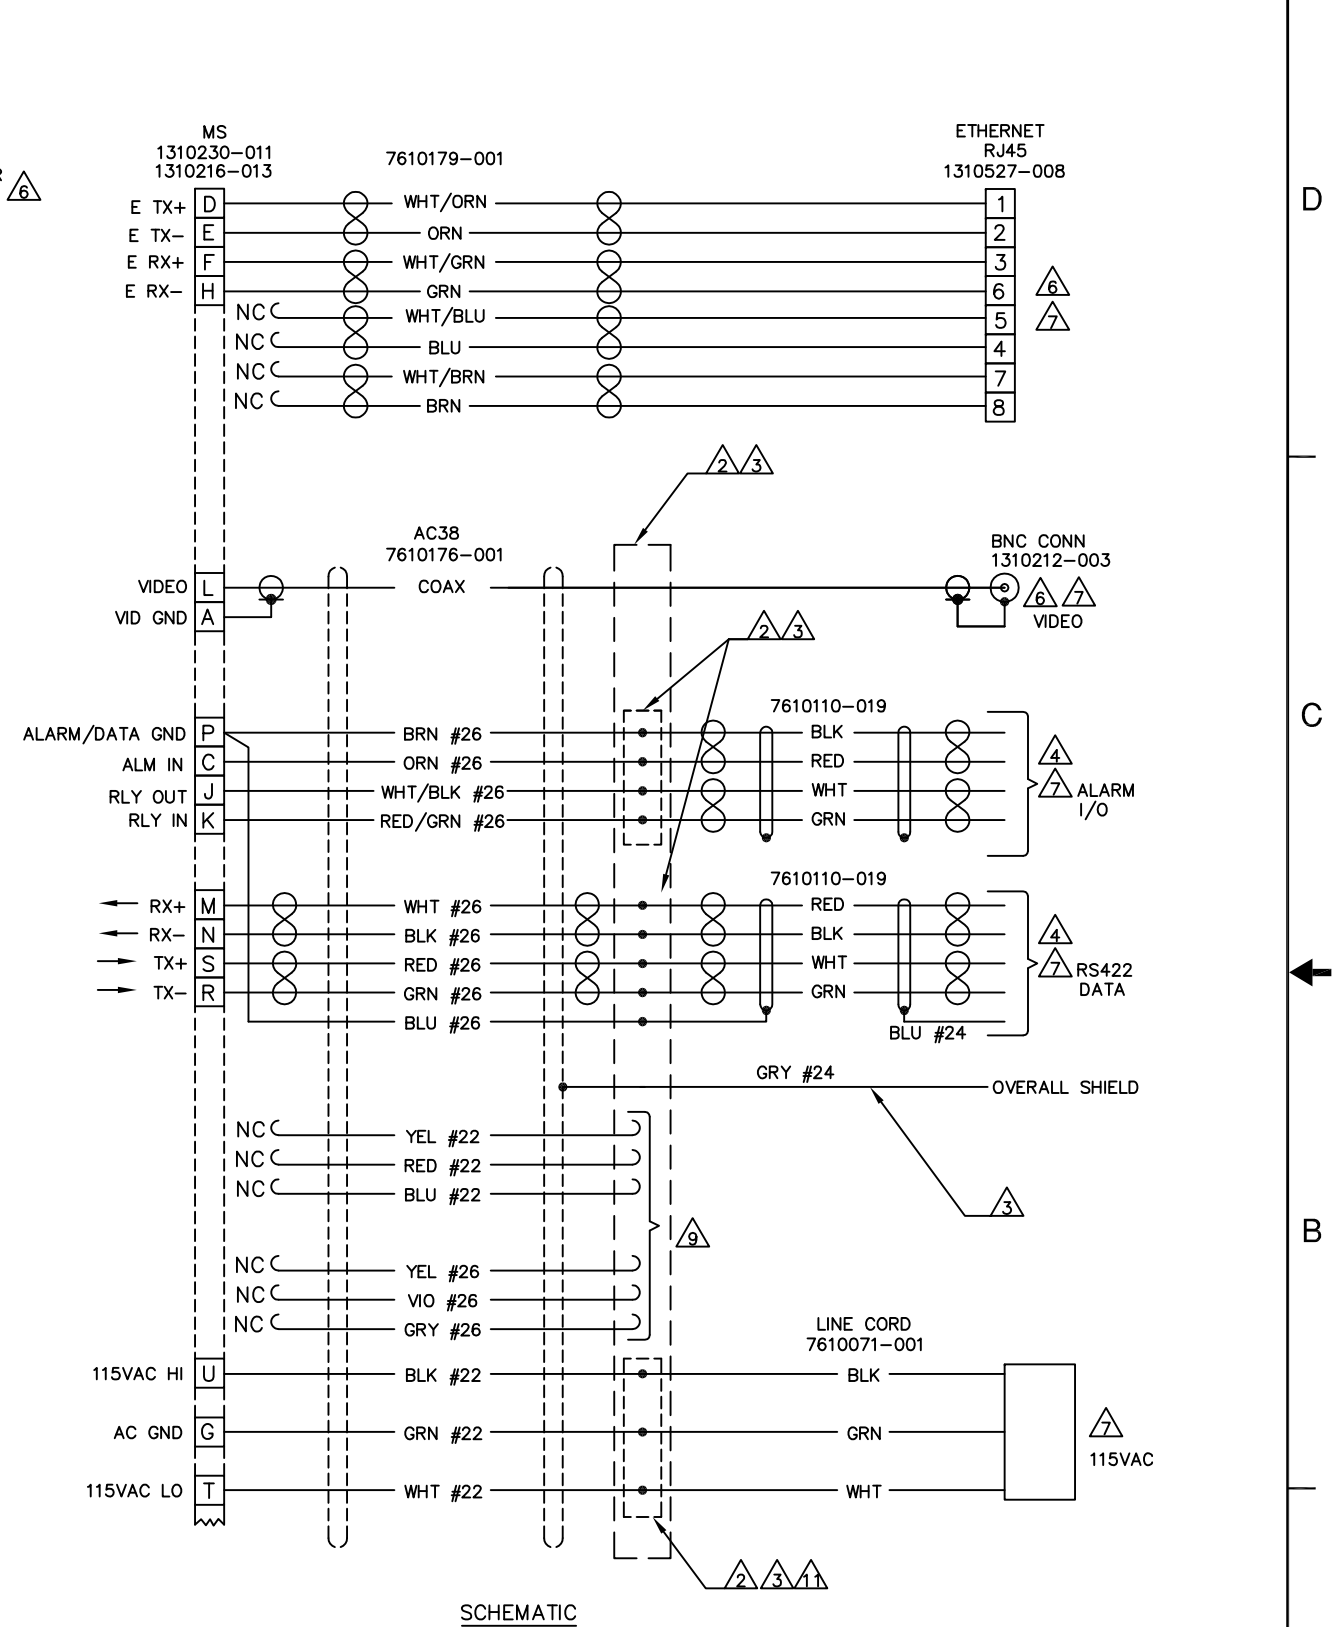 MS
1310230-011
1310216-013
7610179-001
ETHERNET
RJ45
1310527-008
6
D
E TX+ D WHT/ORN 1
E TX- E ORN 2
E RX+ F WHT/GRN 3
E RX- H GRN 6 6
NC WHT/BLU 5 7
NC BLU 4
NC WHT/BRN 7
NC BRN 8
2 3
AC38
7610176-001
BNC CONN
1310212-003
VIDEO L COAX 6 7
VID GND A VIDEO
2 3
C
7610110-019
ALARM/DATA GND P BRN #26 BLK
ALM IN C ORN #26 RED 4
RLY OUT J WHT/BLK #26 WHT 7 ALARM
RLY IN K RED/GRN #26 GRN I/O
7610110-019
RX+ M WHT #26 RED
RX- N BLK #26 BLK 4
TX+ S RED #26 WHT 7 RS422
TX- R GRN #26 GRN DATA
BLU #26 BLU #24
GRY #24 OVERALL SHIELD
NC YEL #22
NC RED #22
NC BLU #22
3
9
B
NC YEL #26
NC VIO #26
NC GRY #26
LINE CORD
7610071-001
115VAC HI U BLK #22 BLK
AC GND G GRN #22 GRN 7
115VAC
115VAC LO T WHT #22 WHT
2 3 11
SCHEMATIC